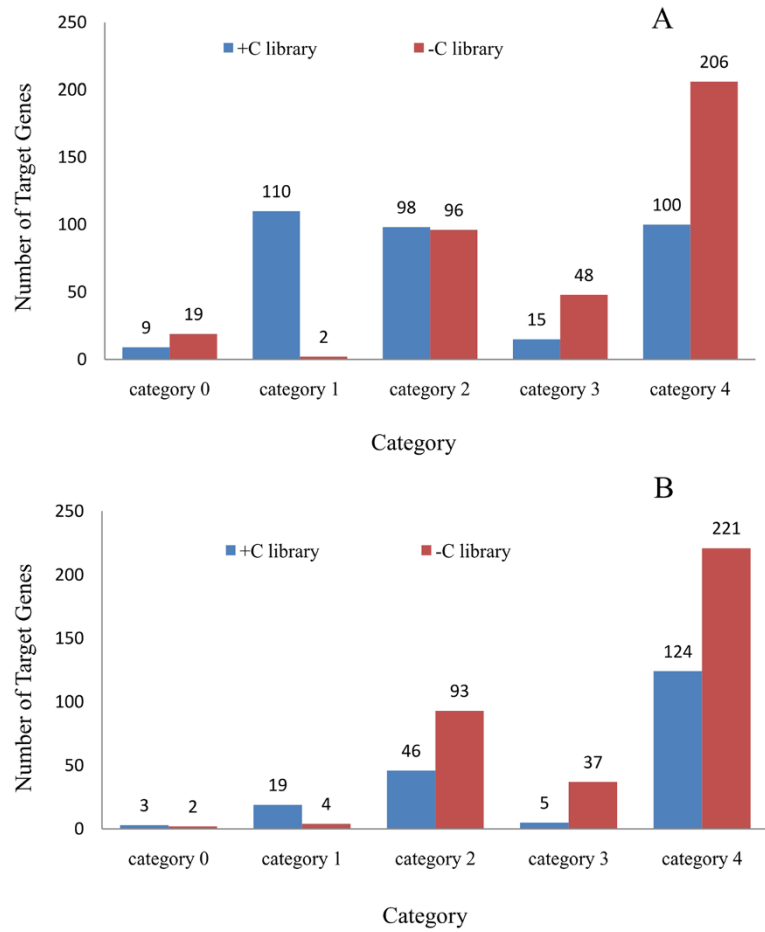 A
+C library -C library
Number of Target Genes
250
200
150
100
50
0
9 19 110 2 98 96 15 48 100 206
category 0 category 1 category 2 category 3 category 4
Category
B
+C library -C library
Number of Target Genes
250
200
150
100
50
0
3 2 19 4 46 93 5 37 124 221
category 0 category 1 category 2 category 3 category 4
Category